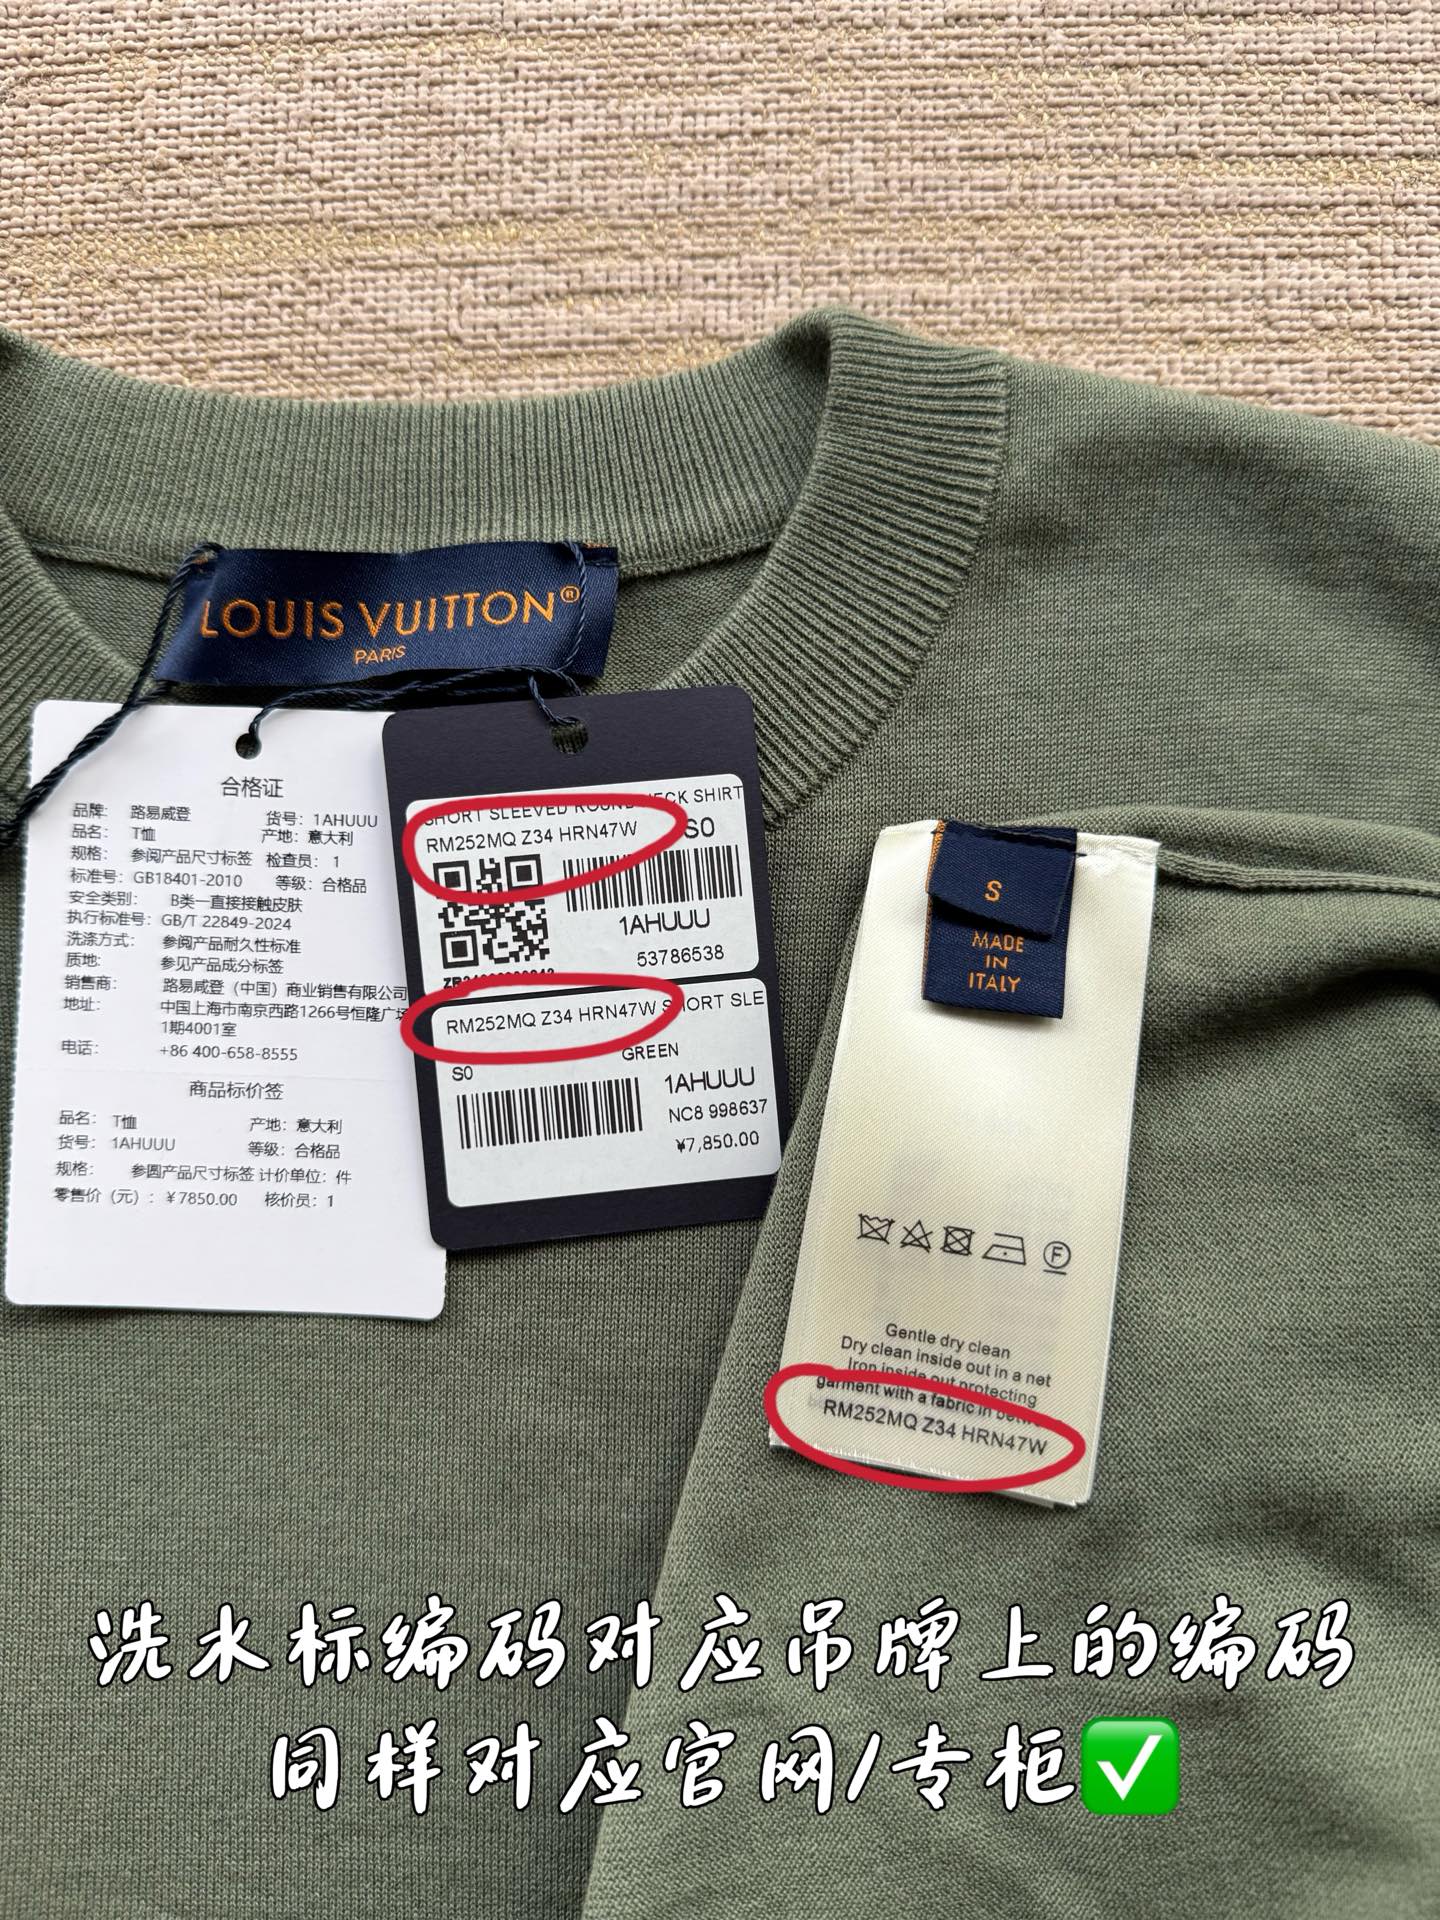 LOUIS VUITTON®
PARIS
合格证
品牌: 路易威登 货号: 1AHUUU
品名: T恤 产地: 意大利
规格: 参阅产品尺寸标签 检查员: 1
标准号: GB18401-2010 等级: 合格品
安全类别: B类一直接接触皮肤
执行标准号: GB/T 22849-2024
洗涤方式: 参阅产品耐久性标准
质地: 参见产品成分标签
销售商: 路易威登（中国）商业销售有限公司
地址: 中国上海市南京西路1266号恒隆广场
1期4001室
电话: +86 400-658-8555
商品标价签
品名: T恤 产地: 意大利
货号: 1AHUUU 等级: 合格品
规格: 参圆产品尺寸标签 计价单位: 件
零售价（元）: ￥7850.00 核价员: 1
SHORT SLEEVED ROUND NECK SHIRT
RM252MQ Z34 HRN47W S0
1AHUUU
53786538
RM252MQ Z34 HRN47W SHORT SLE
GREEN
S0 1AHUUU
NC8 998637
¥7,850.00
S
MADE
IN
ITALY
F
Gentle dry clean
Dry clean inside out in a net
Iron inside out protecting
garment with a fabric in
RM252MQ Z34 HRN47W
洗水标编码对应吊牌上的编码
同样对应官网/专柜✅